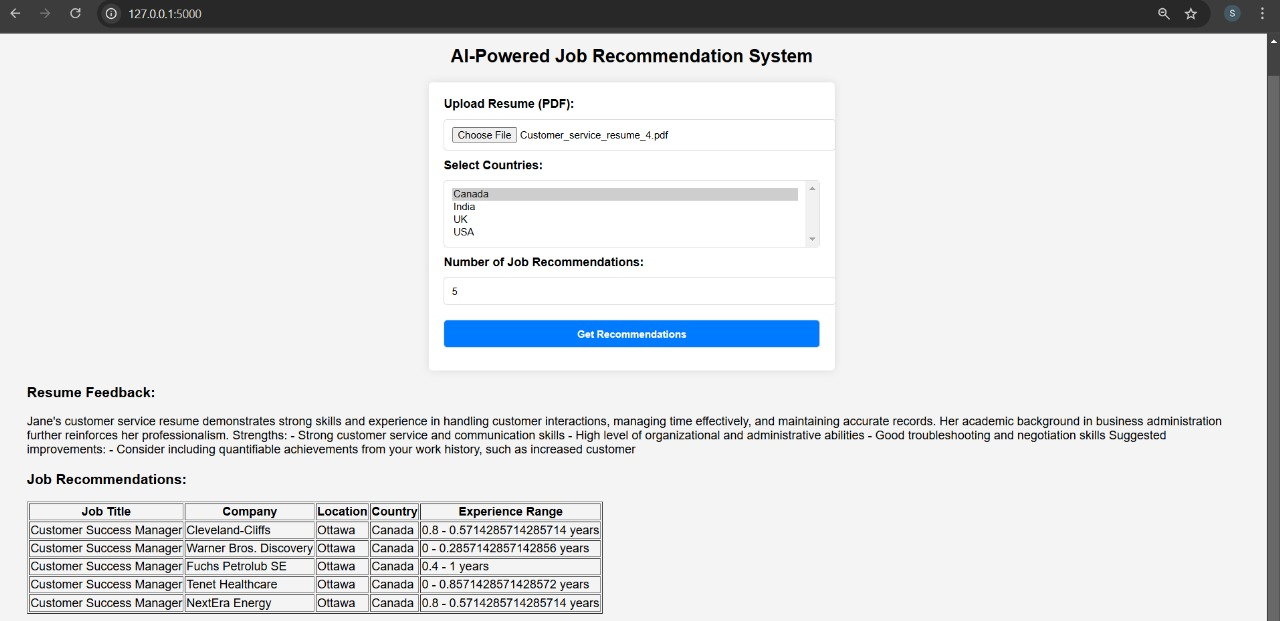 127.0.0.1:5000
S
AI-Powered Job Recommendation System
Upload Resume (PDF):
Choose File Customer_service_resume_4.pdf
Select Countries:
Canada
India
UK
USA
Number of Job Recommendations:
5
Get Recommendations
Resume Feedback:
Jane's customer service resume demonstrates strong skills and experience in handling customer interactions, managing time effectively, and maintaining accurate records. Her academic background in business administration
further reinforces her professionalism. Strengths: - Strong customer service and communication skills - High level of organizational and administrative abilities - Good troubleshooting and negotiation skills Suggested
improvements: - Consider including quantifiable achievements from your work history, such as increased customer
Job Recommendations:
Job Title Company Location Country Experience Range
Customer Success Manager Cleveland-Cliffs Ottawa Canada 0.8 - 0.5714285714285714 years
Customer Success Manager Warner Bros. Discovery Ottawa Canada 0 - 0.2857142857142856 years
Customer Success Manager Fuchs Petrolub SE Ottawa Canada 0.4 - 1 years
Customer Success Manager Tenet Healthcare Ottawa Canada 0 - 0.8571428571428572 years
Customer Success Manager NextEra Energy Ottawa Canada 0.8 - 0.5714285714285714 years